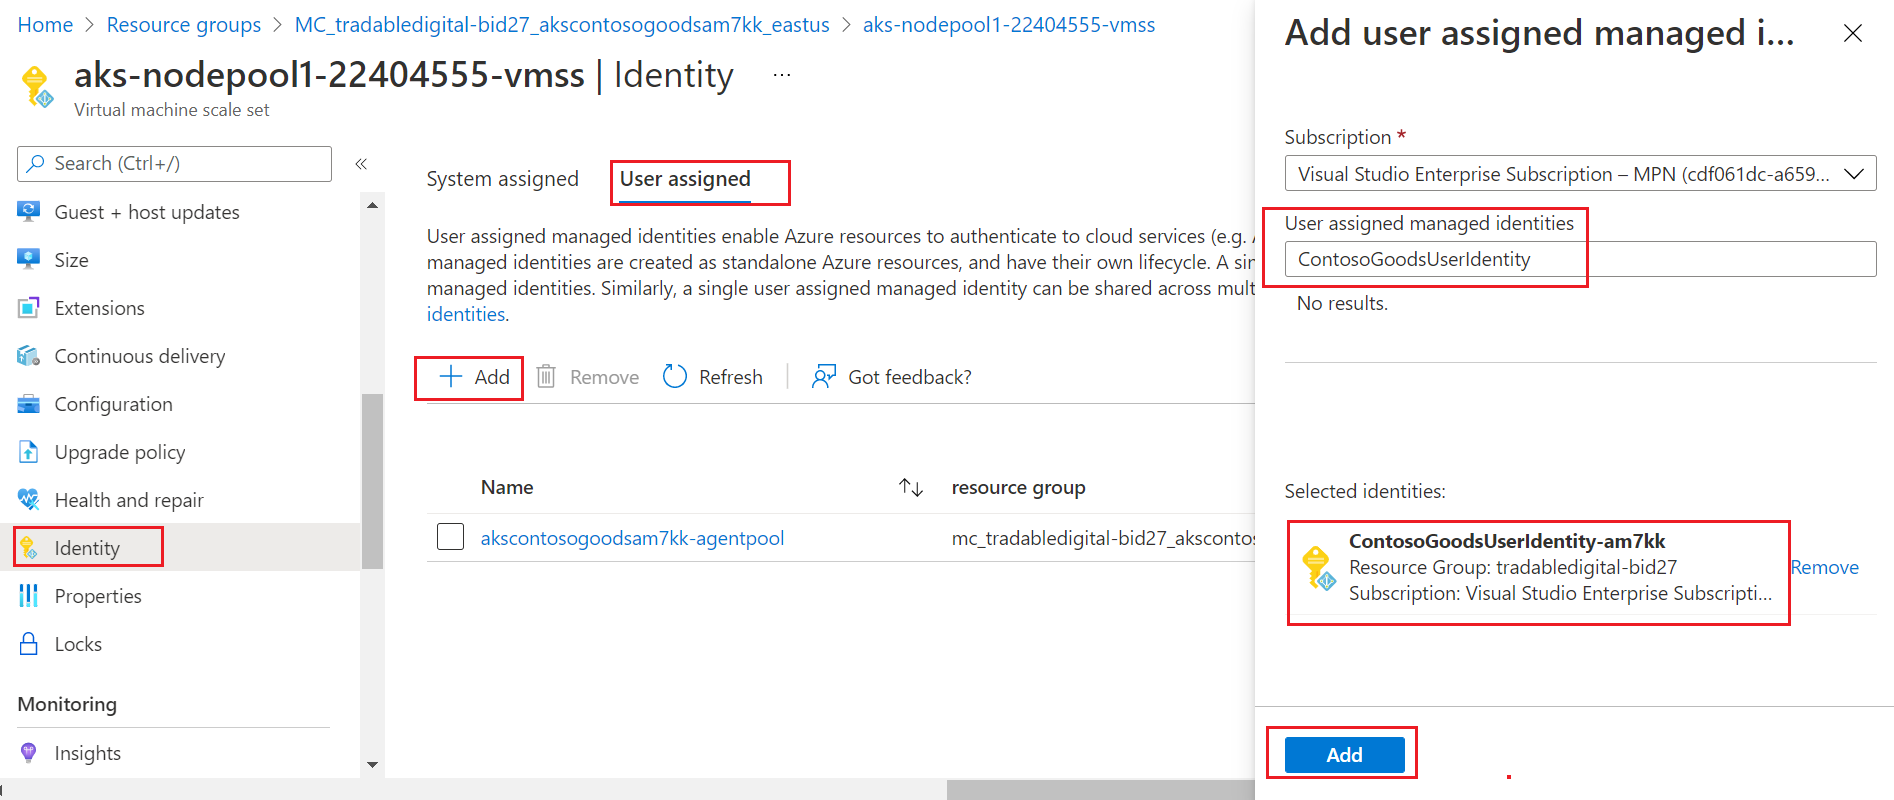 Home > Resource groups > MC_tradabledigital-bid27_akscontosogoodsam7kk_eastus > aks-nodepool1-22404555-vmss
aks-nodepool1-22404555-vmss | Identity ...
Virtual machine scale set
Search (Ctrl+/)
«
Guest + host updates
Size
Extensions
Continuous delivery
Configuration
Upgrade policy
Health and repair
Identity
Properties
Locks
Monitoring
Insights
System assigned
User assigned
User assigned managed identities enable Azure resources to authenticate to cloud services (e.g.
managed identities are created as standalone Azure resources, and have their own lifecycle. A sin
managed identities. Similarly, a single user assigned managed identity can be shared across mult
identities.
Add
Remove
Refresh
Got feedback?
Name
resource group
akscontosogoodsam7kk-agentpool
mc_tradabledigital-bid27_akscontos
Add user assigned managed i...
Subscription *
Visual Studio Enterprise Subscription – MPN (cdf061dc-a659...
User assigned managed identities
ContosoGoodsUserIdentity
No results.
Selected identities:
ContosoGoodsUserIdentity-am7kk
Resource Group: tradabledigital-bid27
Subscription: Visual Studio Enterprise Subscripti...
Remove
Add